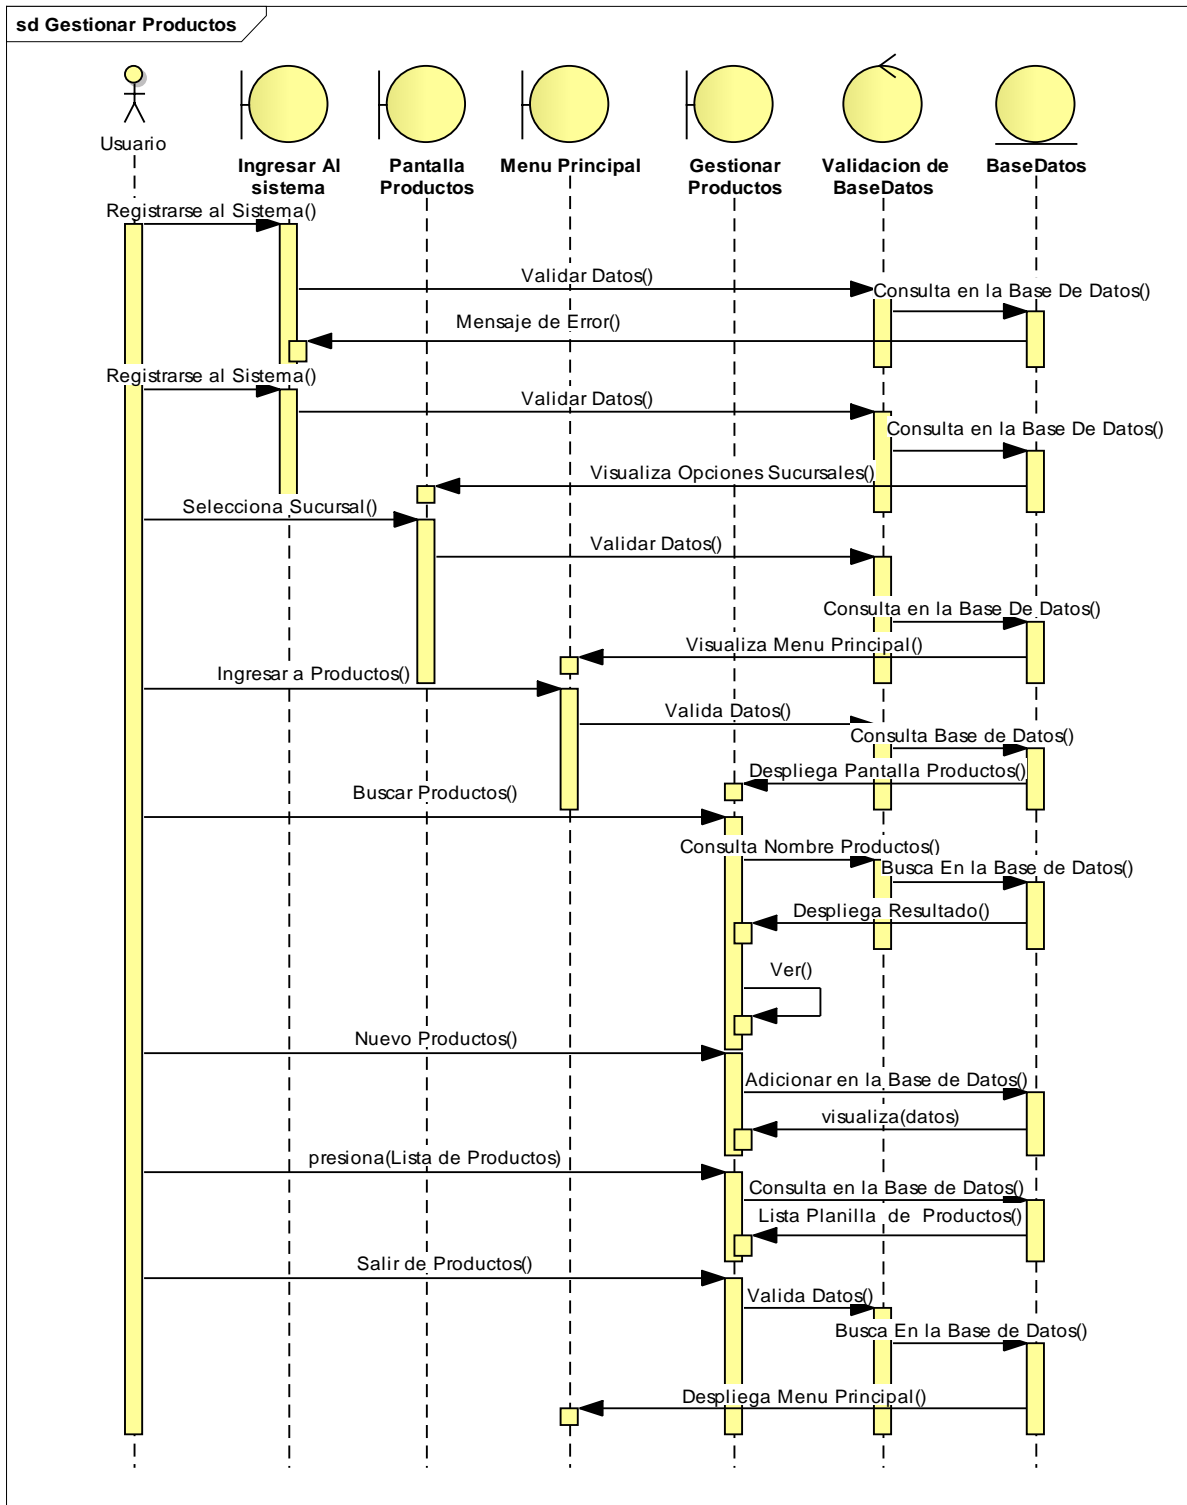 sd Gestionar Productos
Usuario
Ingresar Al
sistema
Pantalla
Productos
Menu Principal
Gestionar
Productos
Validacion de
BaseDatos
BaseDatos
Registrarse al Sistema()
Validar Datos()
Consulta en la Base De Datos()
Mensaje de Error()
Registrarse al Sistema()
Validar Datos()
Consulta en la Base De Datos()
Visualiza Opciones Sucursales()
Selecciona Sucursal()
Validar Datos()
Consulta en la Base De Datos()
Visualiza Menu Principal()
Ingresar a Productos()
Valida Datos()
Consulta Base de Datos()
Despliega Pantalla Productos()
Buscar Productos()
Consulta Nombre Productos()
Busca En la Base de Datos()
Despliega Resultado()
Ver()
Nuevo Productos()
Adicionar en la Base de Datos()
visualiza(datos)
presiona(Lista de Productos)
Consulta en la Base de Datos()
Lista Planilla  de  Productos()
Salir de Productos()
Valida Datos()
Busca En la Base de Datos()
Despliega Menu Principal()